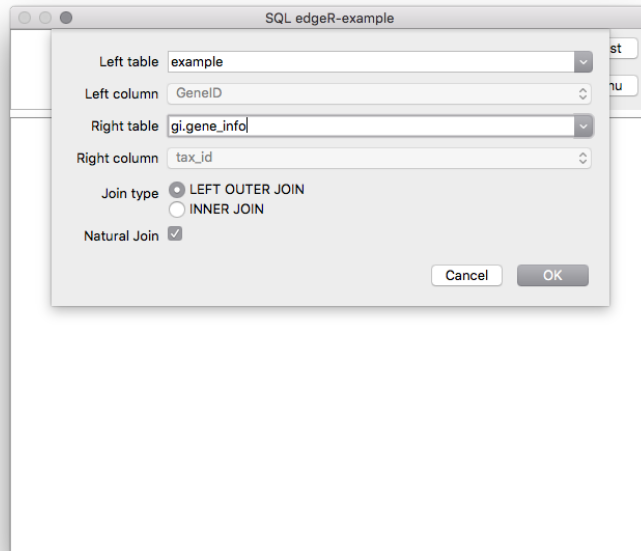 SQL edgeR-example
st
Left table example
nu
Left column GeneID
Right table gi.gene_info
Right column tax_id
Join type LEFT OUTER JOIN
INNER JOIN
Natural Join
Cancel OK